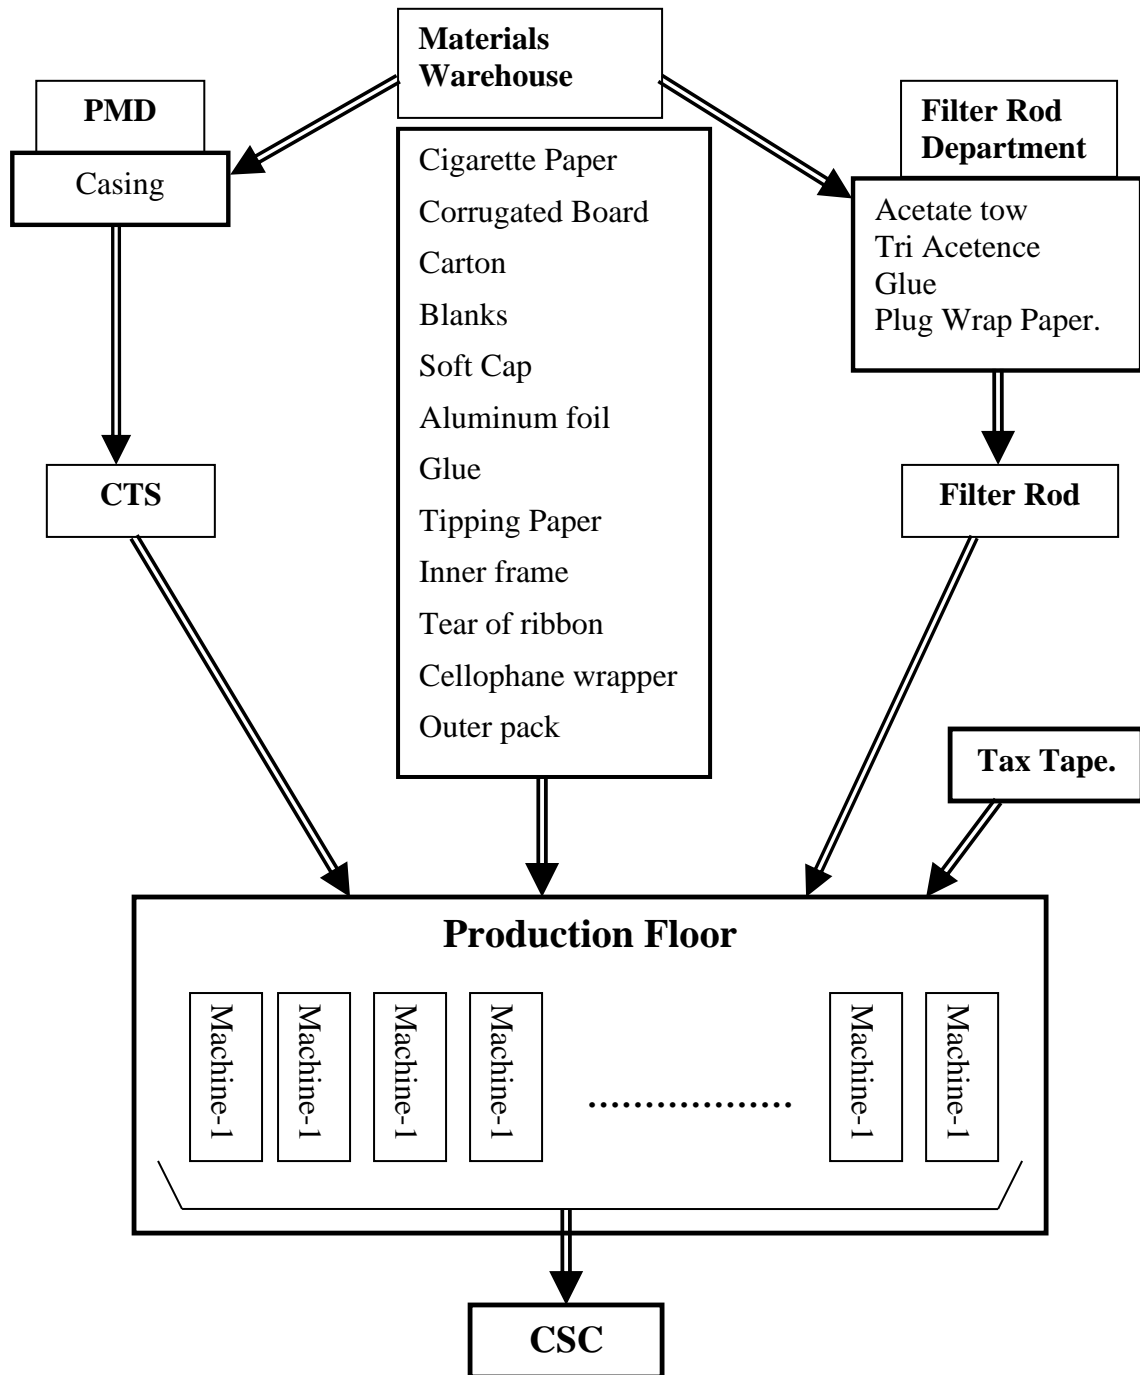 Materials
Warehouse
PMD
Casing
Filter Rod
Department
Cigarette Paper
Corrugated Board
Carton
Blanks
Soft Cap
Aluminum foil
Glue
Tipping Paper
Inner frame
Tear of ribbon
Cellophane wrapper
Outer pack
Acetate tow
Tri Acetence
Glue
Plug Wrap Paper.
CTS
Filter Rod
Tax Tape.
Production Floor
Machine-1
Machine-1
Machine-1
Machine-1
..................
Machine-1
Machine-1
CSC